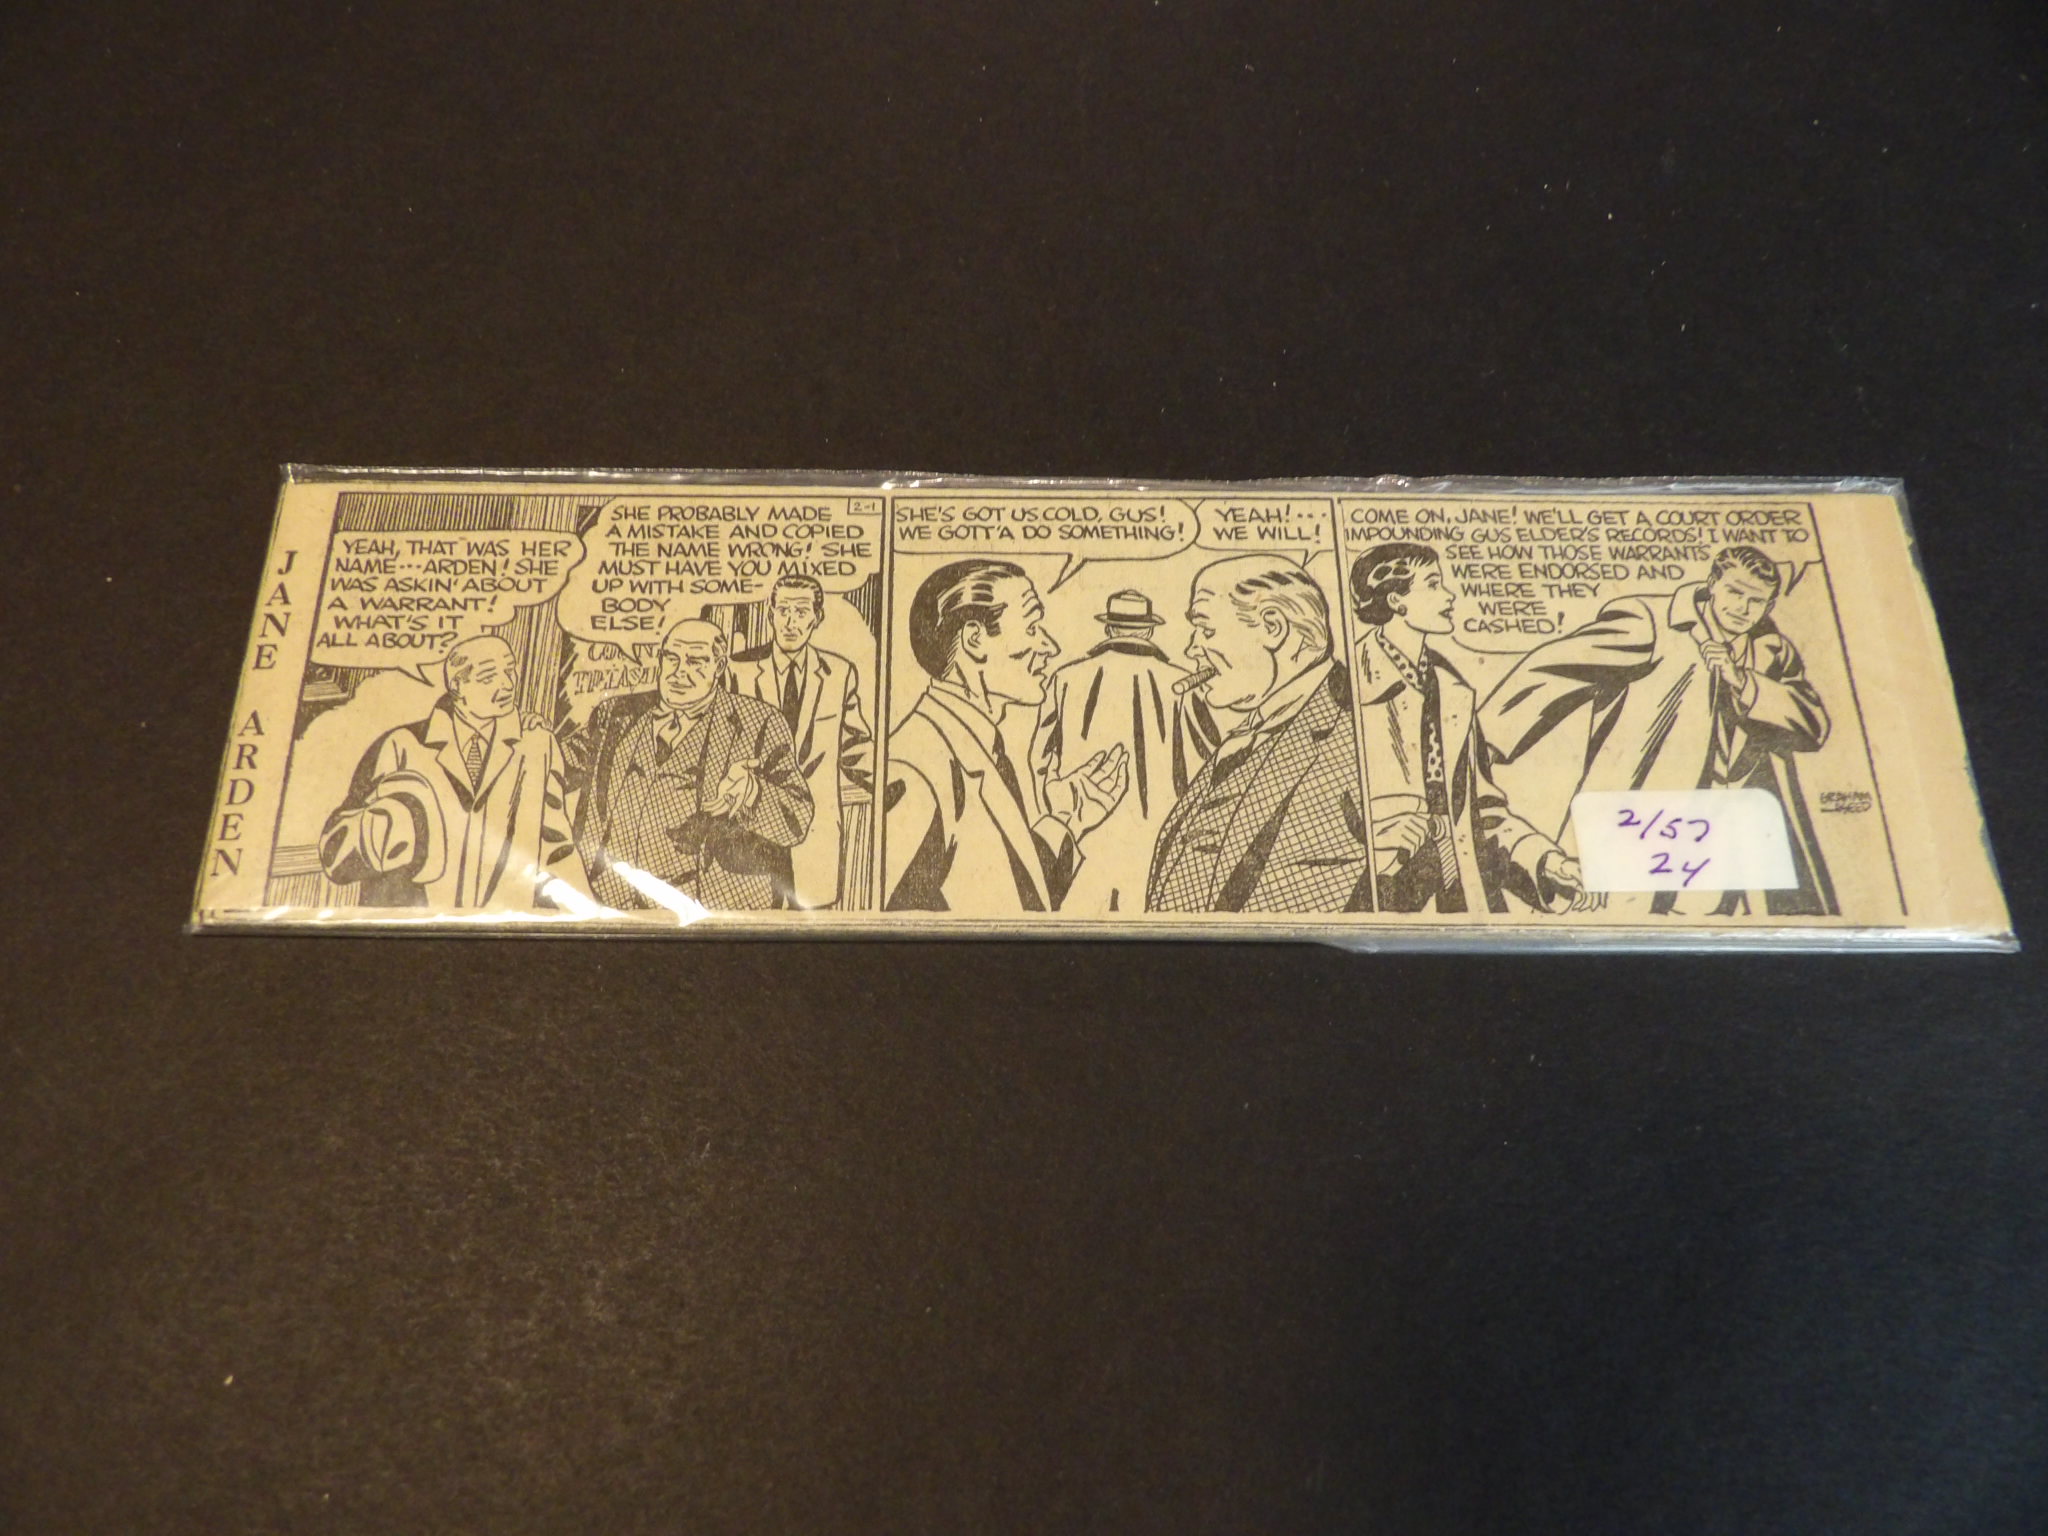 JANE ARDEN
YEAH, THAT WAS HER
NAME---ARDEN! SHE
WAS ASKIN' ABOUT
A WARRANT!
WHAT'S IT
ALL ABOUT?
SHE PROBABLY MADE
A MISTAKE AND COPIED
THE NAME WRONG! SHE
MUST HAVE YOU MIXED
UP WITH SOME-
BODY
ELSE!
2-1
SHE'S GOT US COLD, GUS!
WE GOTT'A DO SOMETHING!
YEAH!...
WE WILL!
COME ON, JANE! WE'LL GET A COURT ORDER
IMPOUNDING GUS ELDER'S RECORDS! I WANT TO
SEE HOW THOSE WARRANTS
WERE ENDORSED AND
WHERE THEY
WERE
CASHED!
2/57
24